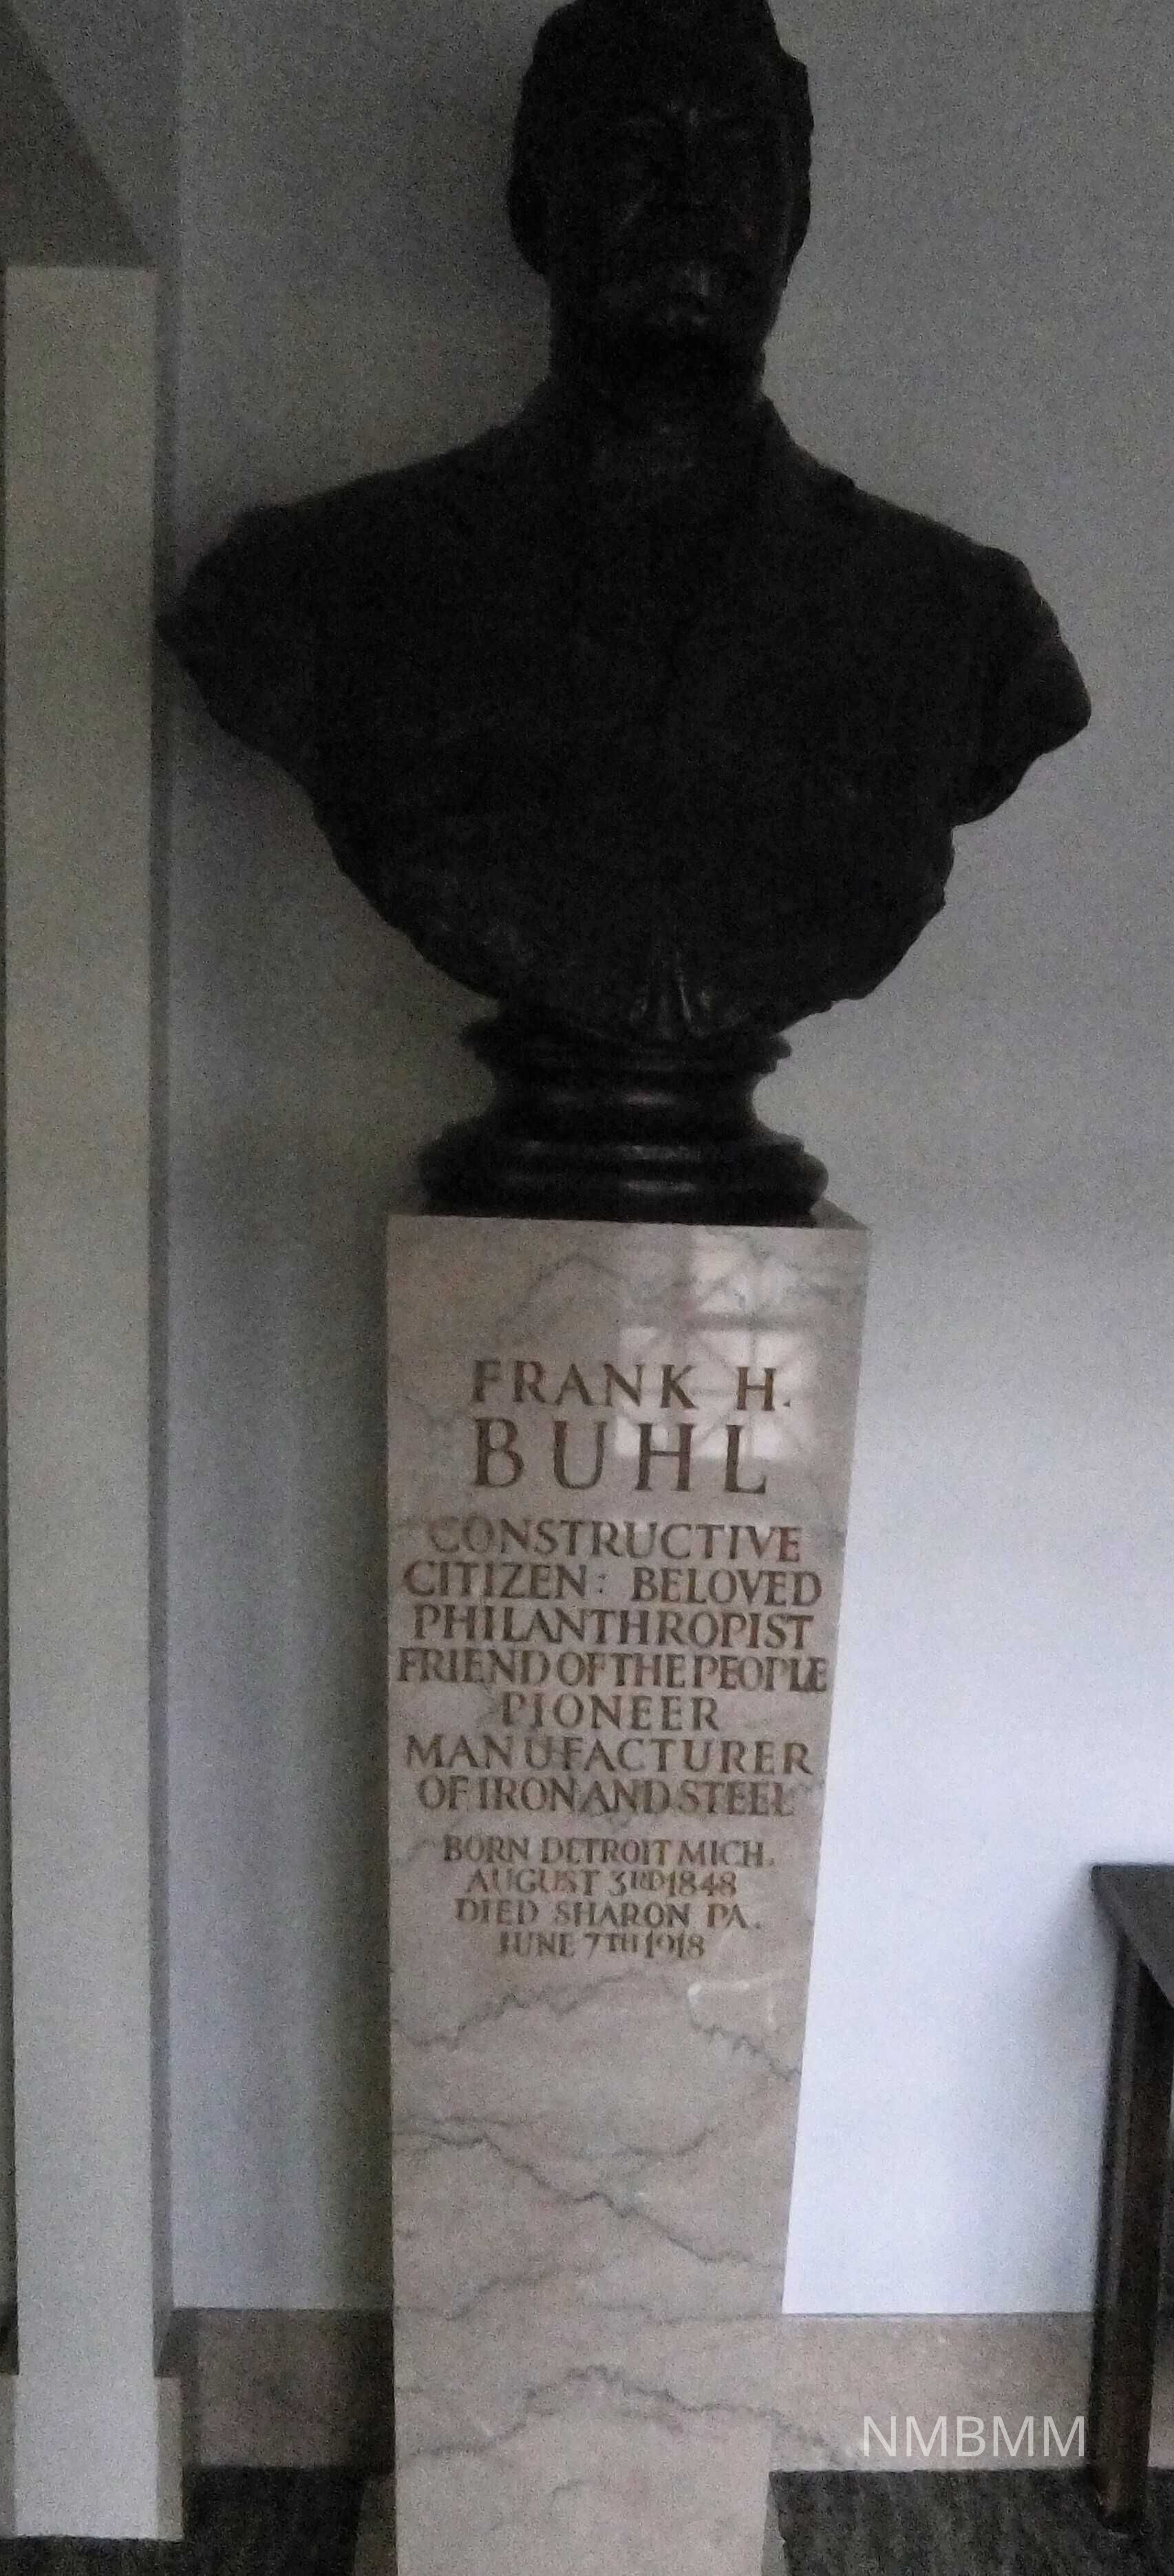 FRANK H.
BUHL
CONSTRUCTIVE
CITIZEN: BELOVED
PHILANTHROPIST
FRIEND OF THE PEOPLE
PIONEER
MANUFACTURER
OF IRON AND STEEL
BORN DETROIT MICH.
AUGUST 3RD 1848
DIED SHARON PA.
JUNE 7TH 1918
NMBMM